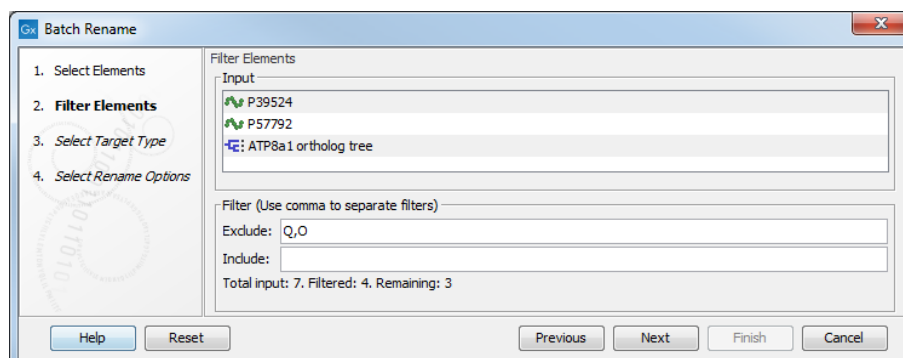 Gx Batch Rename
1. Select Elements
2. Filter Elements
3. Select Target Type
4. Select Rename Options
Filter Elements
Input
P39524
P57792
ATP8a1 ortholog tree
Filter (Use comma to separate filters)
Exclude: Q,O
Include:
Total input: 7. Filtered: 4. Remaining: 3
Help Reset Previous Next Finish Cancel